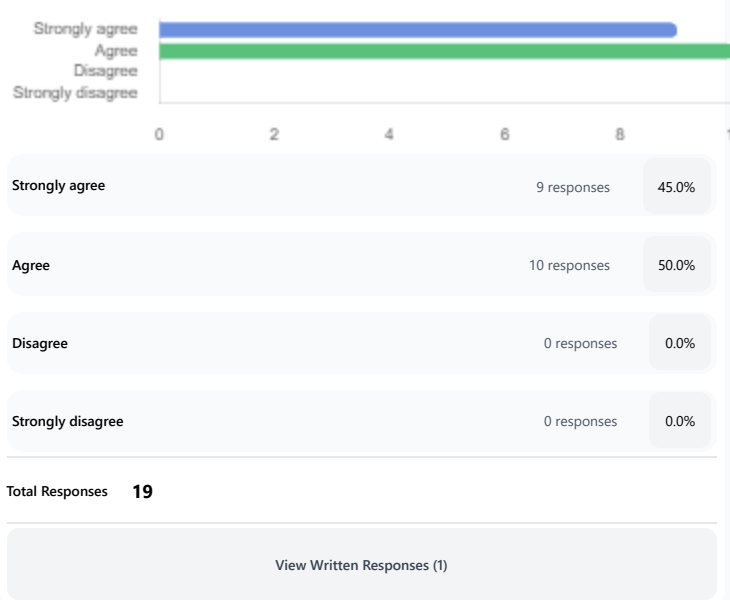 Strongly agree
Agree
Disagree
Strongly disagree
0 2 4 6 8
Strongly agree 9 responses 45.0%
Agree 10 responses 50.0%
Disagree 0 responses 0.0%
Strongly disagree 0 responses 0.0%
Total Responses 19
View Written Responses (1)